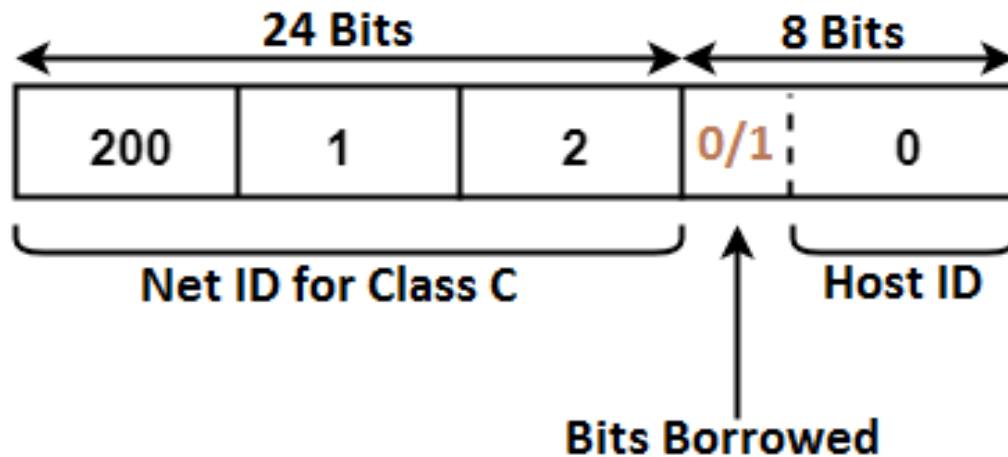 24 Bits 8 Bits
200 1 2 0/1 0
Net ID for Class C Host ID
Bits Borrowed